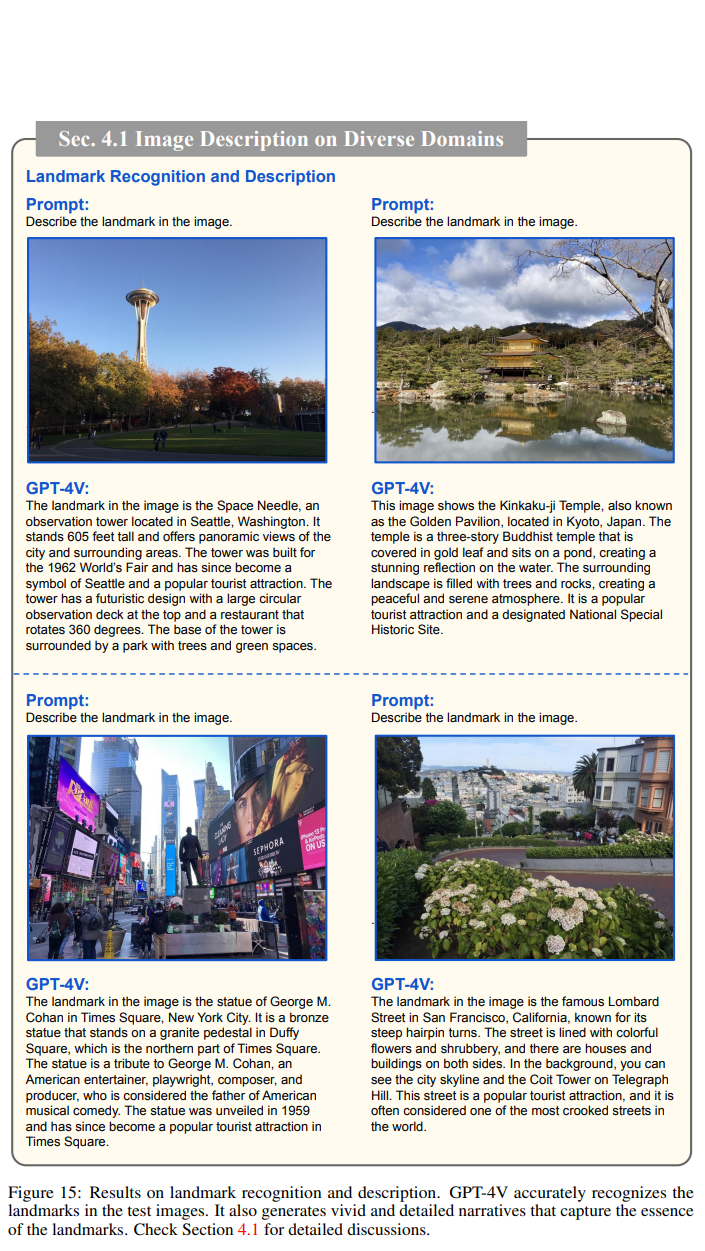 Sec. 4.1 Image Description on Diverse Domains
Landmark Recognition and Description
Prompt:
Describe the landmark in the image.
GPT-4V:
The landmark in the image is the Space Needle, an
observation tower located in Seattle, Washington. It
stands 605 feet tall and offers panoramic views of the
city and surrounding areas. The tower was built for
the 1962 World's Fair and has since become a
symbol of Seattle and a popular tourist attraction. The
tower has a futuristic design with a large circular
observation deck at the top and a restaurant that
rotates 360 degrees. The base of the tower is
surrounded by a park with trees and green spaces.
Prompt:
Describe the landmark in the image.
GPT-4V:
This image shows the Kinkaku-ji Temple, also known
as the Golden Pavilion, located in Kyoto, Japan. The
temple is a three-story Buddhist temple that is
covered in gold leaf and sits on a pond, creating a
stunning reflection on the water. The surrounding
landscape is filled with trees and rocks, creating a
peaceful and serene atmosphere. It is a popular
tourist attraction and a designated National Special
Historic Site.
Prompt:
Describe the landmark in the image.
SEPHORA
ON US
GPT-4V:
The landmark in the image is the statue of George M.
Cohan in Times Square, New York City. It is a bronze
statue that stands on a granite pedestal in Duffy
Square, which is the northern part of Times Square.
The statue is a tribute to George M. Cohan, an
American entertainer, playwright, composer, and
producer, who is considered the father of American
musical comedy. The statue was unveiled in 1959
and has since become a popular tourist attraction in
Times Square.
Prompt:
Describe the landmark in the image.
GPT-4V:
The landmark in the image is the famous Lombard
Street in San Francisco, California, known for its
steep hairpin turns. The street is lined with colorful
flowers and shrubbery, and there are houses and
buildings on both sides. In the background, you can
see the city skyline and the Coit Tower on Telegraph
Hill. This street is a popular tourist attraction, and it is
often considered one of the most crooked streets in
the world.
Figure 15: Results on landmark recognition and description. GPT-4V accurately recognizes the
landmarks in the test images. It also generates vivid and detailed narratives that capture the essence
of the landmarks. Check Section 4.1 for detailed discussions.